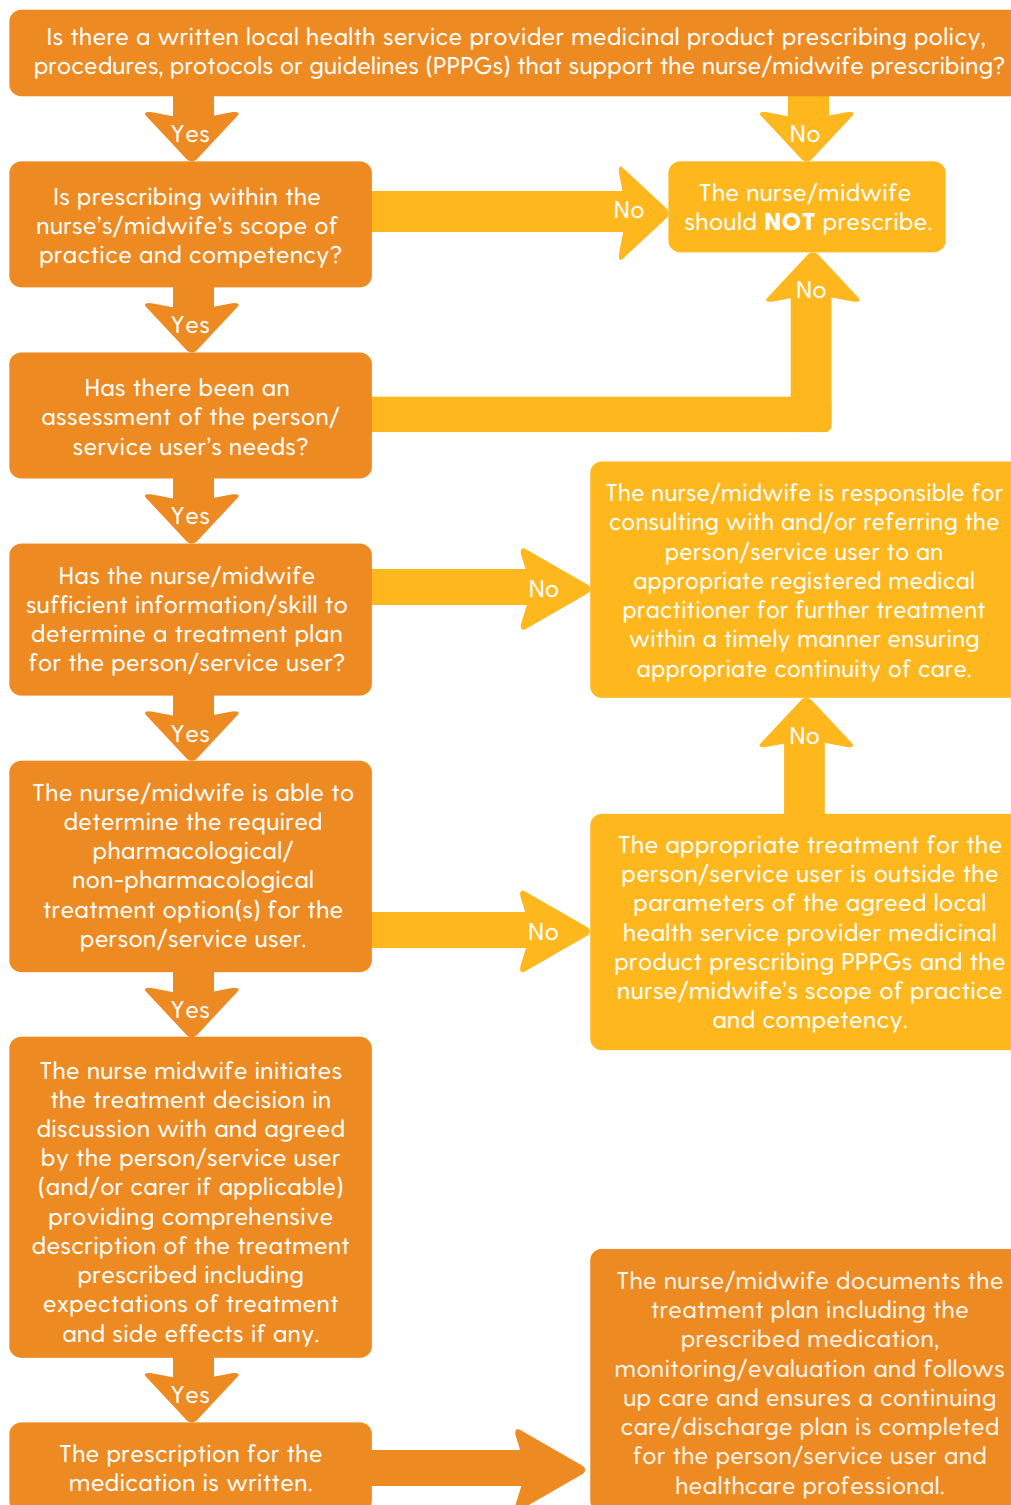 Is there a written local health service provider medicinal product prescribing policy,
procedures, protocols or guidelines (PPPGs) that support the nurse/midwife prescribing?
Yes
No
Is prescribing within the
nurse's/midwife's scope of
practice and competency?
No
The nurse/midwife
should NOT prescribe.
Yes
No
Has there been an
assessment of the person/
service user's needs?
Yes
Has the nurse/midwife
sufficient information/skill to
determine a treatment plan
for the person/service user?
No
The nurse/midwife is responsible for
consulting with and/or referring the
person/service user to an
appropriate registered medical
practitioner for further treatment
within a timely manner ensuring
appropriate continuity of care.
Yes
No
The nurse/midwife is able to
determine the required
pharmacological/
non-pharmacological
treatment option(s) for the
person/service user.
No
The appropriate treatment for the
person/service user is outside the
parameters of the agreed local
health service provider medicinal
product prescribing PPPGs and the
nurse/midwife's scope of practice
and competency.
Yes
The nurse midwife initiates
the treatment decision in
discussion with and agreed
by the person/service user
(and/or carer if applicable)
providing comprehensive
description of the treatment
prescribed including
expectations of treatment
and side effects if any.
Yes
The prescription for the
medication is written.
The nurse/midwife documents the
treatment plan including the
prescribed medication,
monitoring/evaluation and follows
up care and ensures a continuing
care/discharge plan is completed
for the person/service user and
healthcare professional.